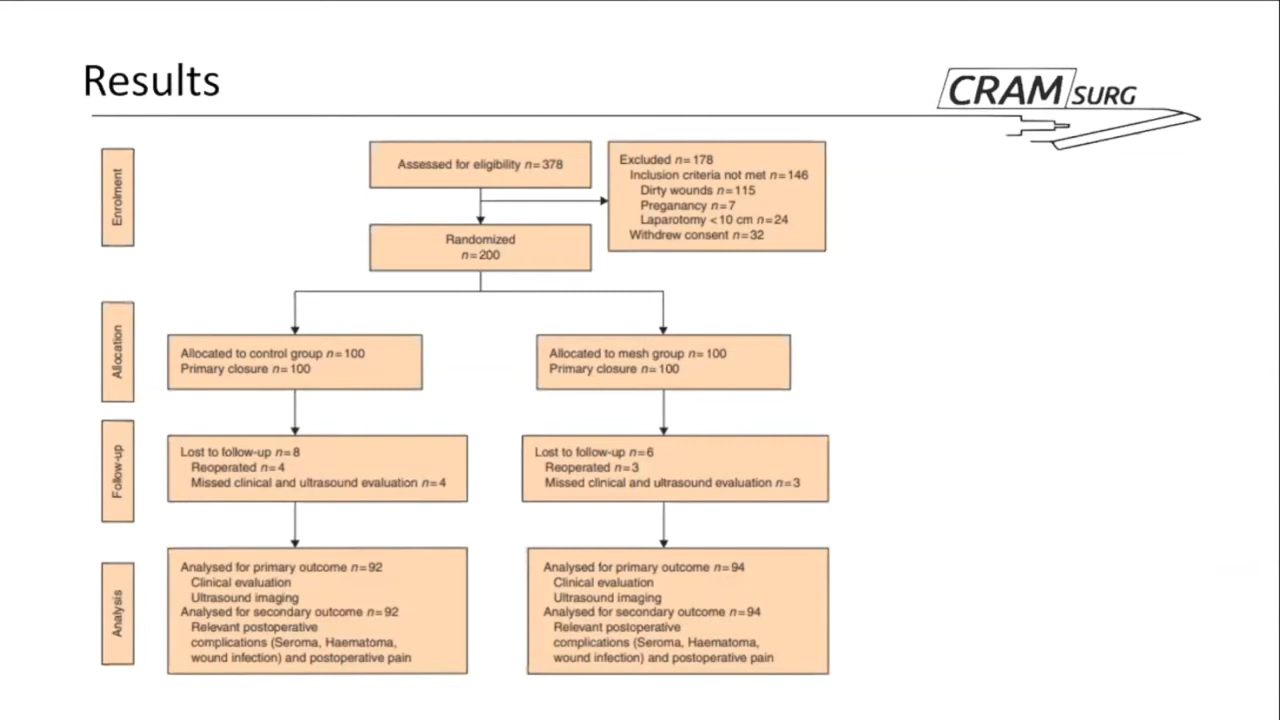 Results
CRAM SURG
Enrolment
Assessed for eligibility n=378
Excluded n=178
Inclusion criteria not met n=146
Dirty wounds n=115
Preganancy n=7
Laparotomy <10 cm n=24
Withdrew consent n=32
Randomized
n=200
Allocation
Allocated to control group n=100
Primary closure n=100
Allocated to mesh group n=100
Primary closure n=100
Follow-up
Lost to follow-up n=8
Reoperated n=4
Missed clinical and ultrasound evaluation n=4
Lost to follow-up n=6
Reoperated n=3
Missed clinical and ultrasound evaluation n=3
Analysis
Analysed for primary outcome n=92
Clinical evaluation
Ultrasound imaging
Analysed for secondary outcome n=92
Relevant postoperative
complications (Seroma, Haematoma,
wound infection) and postoperative pain
Analysed for primary outcome n=94
Clinical evaluation
Ultrasound imaging
Analysed for secondary outcome n=94
Relevant postoperative
complications (Seroma, Haematoma,
wound infection) and postoperative pain